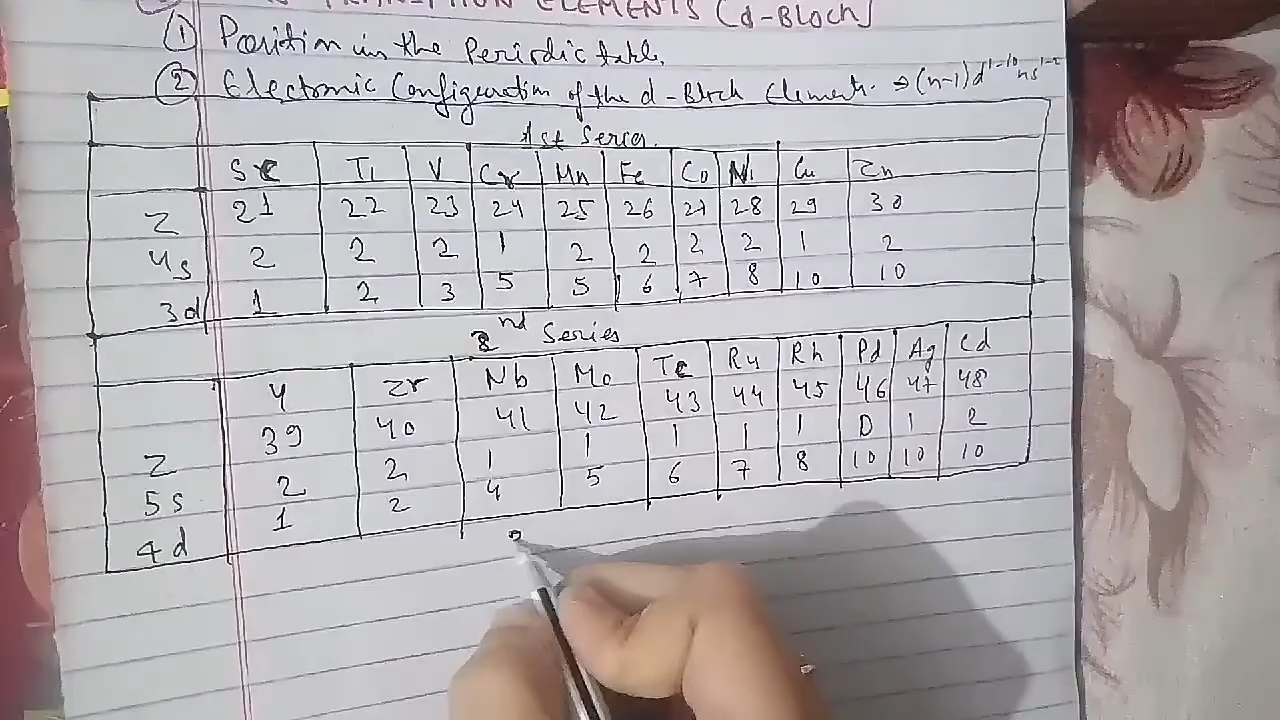 TRANSITION ELEMENTS (d-Bloch)
① Position in the Periodic table.
② Electronic Configuration of the d-Block Elements. → (n-1)d¹⁻¹⁰ ns¹⁻²
1st Series.
Sc Ti V Cr Mn Fe Co Ni Cu Zn
Z 21 22 23 24 25 26 27 28 29 30
4s 2 2 2 1 2 2 2 2 1 2
3d 1 2 3 5 5 6 7 8 10 10
2nd Series
Y Zr Nb Mo Tc Ru Rh Pd Ag Cd
Z 39 40 41 42 43 44 45 46 47 48
5s 2 2 1 1 1 1 1 0 1 2
4d 1 2 4 5 6 7 8 10 10 10